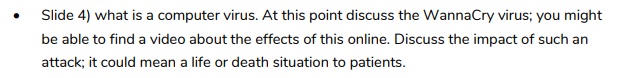 • Slide 4) what is a computer virus. At this point discuss the WannaCry virus; you might
be able to find a video about the effects of this online. Discuss the impact of such an
attack; it could mean a life or death situation to patients.